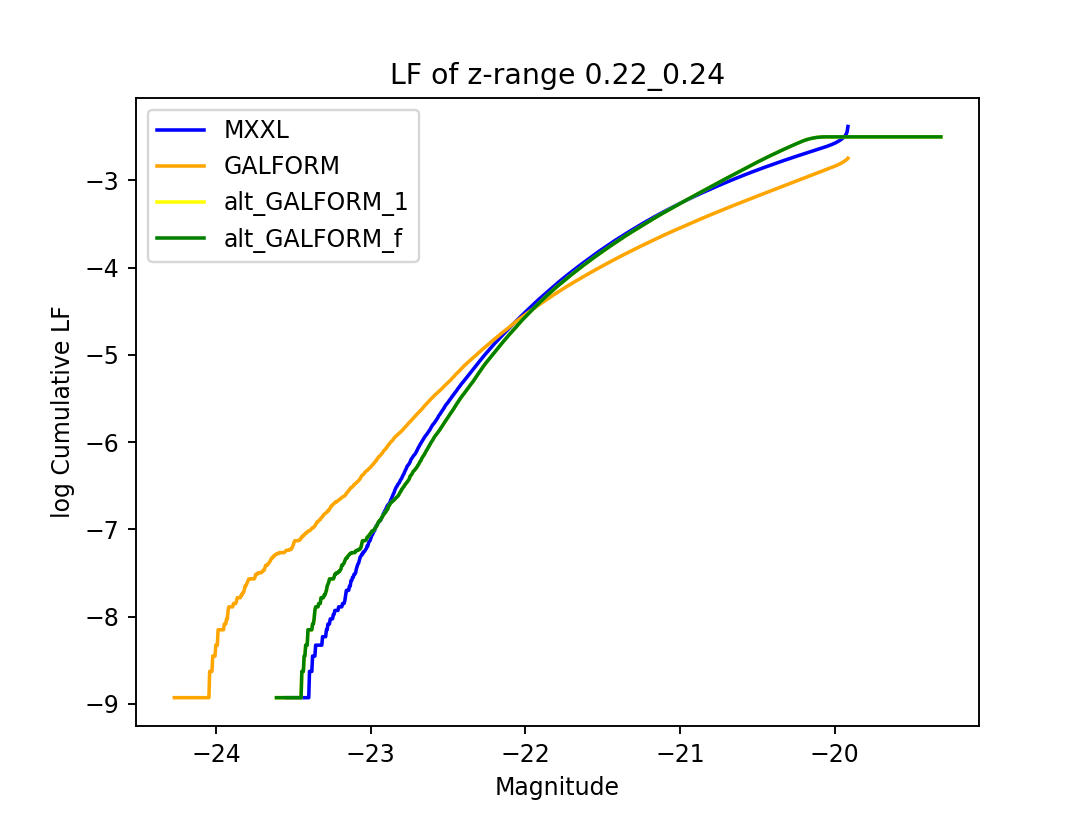 LF of z-range 0.22_0.24
MXXL
GALFORM
alt_GALFORM_1
alt_GALFORM_f
log Cumulative LF
−3
−4
−5
−6
−7
−8
−9
−24
−23
−22
−21
−20
Magnitude